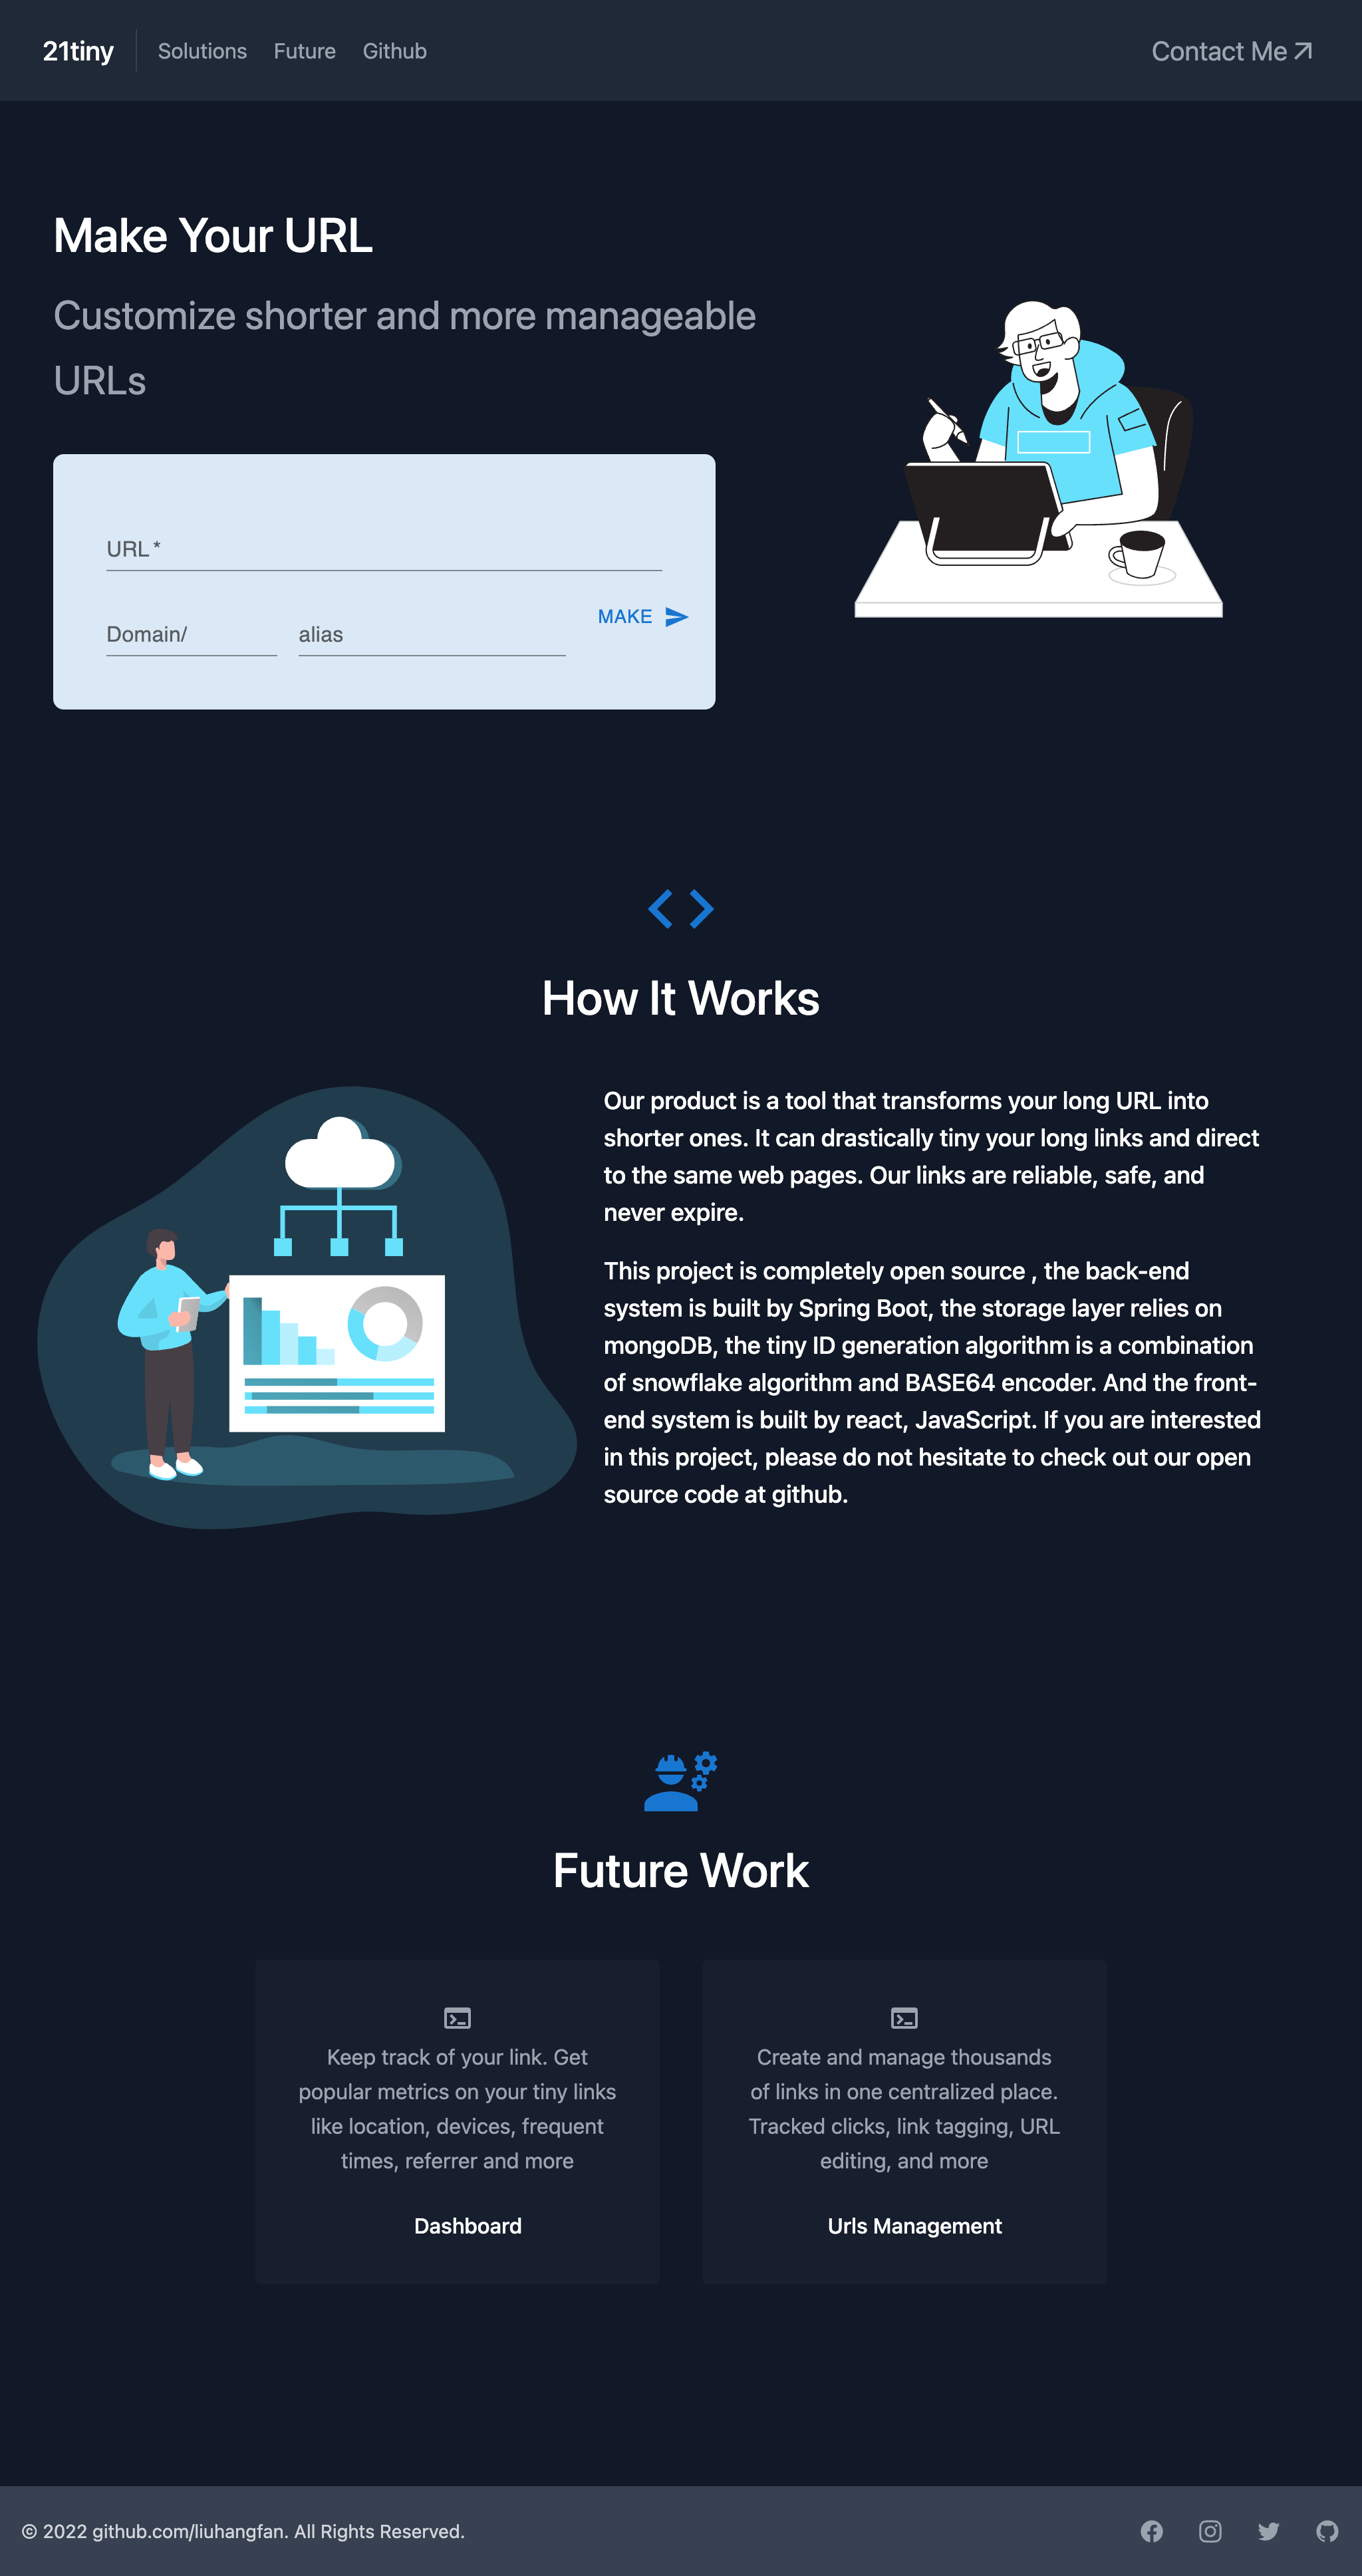 21tiny
Solutions
Future
Github
Contact Me
Make Your URL
Customize shorter and more manageable
URLs
URL *
Domain/
alias
MAKE
How It Works
Our product is a tool that transforms your long URL into
shorter ones. It can drastically tiny your long links and direct
to the same web pages. Our links are reliable, safe, and
never expire.
This project is completely open source , the back-end
system is built by Spring Boot, the storage layer relies on
mongoDB, the tiny ID generation algorithm is a combination
of snowflake algorithm and BASE64 encoder. And the front-
end system is built by react, JavaScript. If you are interested
in this project, please do not hesitate to check out our open
source code at github.
Future Work
Keep track of your link. Get
popular metrics on your tiny links
like location, devices, frequent
times, referrer and more
Dashboard
Create and manage thousands
of links in one centralized place.
Tracked clicks, link tagging, URL
editing, and more
Urls Management
© 2022 github.com/liuhangfan. All Rights Reserved.